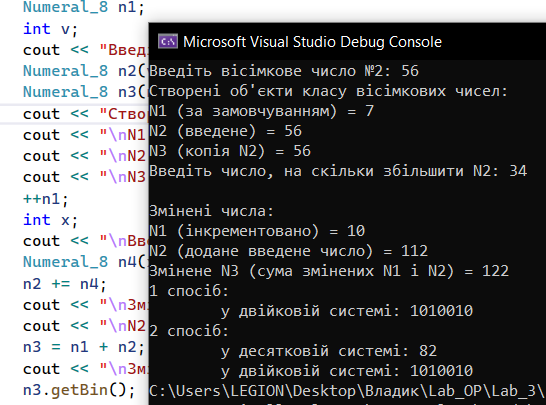 Numeral_8 n1;
int v;
cout << "Введ
Numeral_8 n2(
Numeral_8 n3(
cout << "Ство
cout << "\nN1
cout << "\nN2
cout << "\nN3
++n1;
int x;
cout << "\nВв
Numeral_8 n4(
n2 += n4;
cout << "\nЗм
cout << "\nN2
n3 = n1 + n2;
cout << "\nЗм
n3.getBin();
Microsoft Visual Studio Debug Console
Введіть вісімкове число №2: 56
Створені об'єкти класу вісімкових чисел:
N1 (за замовчуванням) = 7
N2 (введене) = 56
N3 (копія N2) = 56
Введіть число, на скільки збільшити N2: 34
Змінені числа:
N1 (інкрементовано) = 10
N2 (додане введене число) = 112
Змінене N3 (сума змінених N1 і N2) = 122
1 спосіб:
у двійковій системі: 1010010
2 спосіб:
у десятковій системі: 82
у двійковій системі: 1010010
C:\Users\LEGION\Desktop\Владик\Lab_OP\Lab_3\